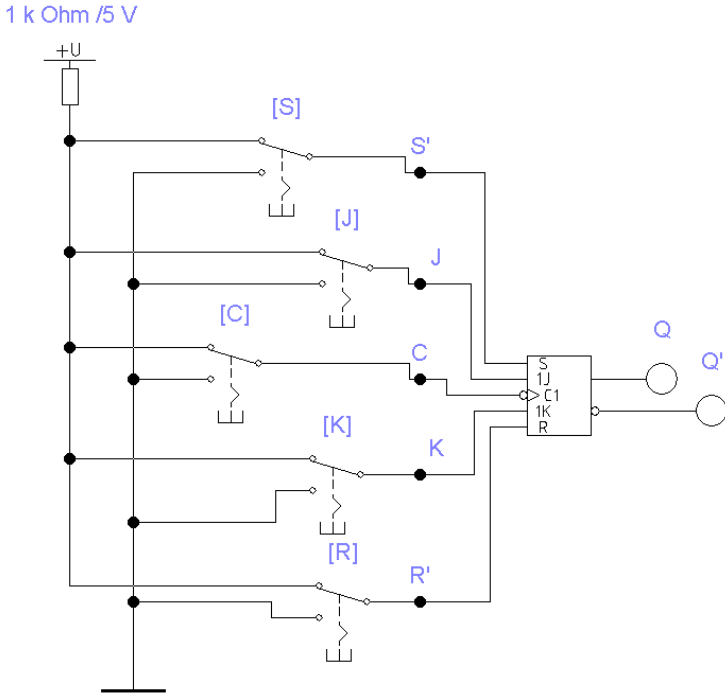 1 k Ohm /5 V
+U
[S]
S'
[J]
J
[C]
C
Q
Q'
S
1J
C1
1K
R
[K]
K
[R]
R'